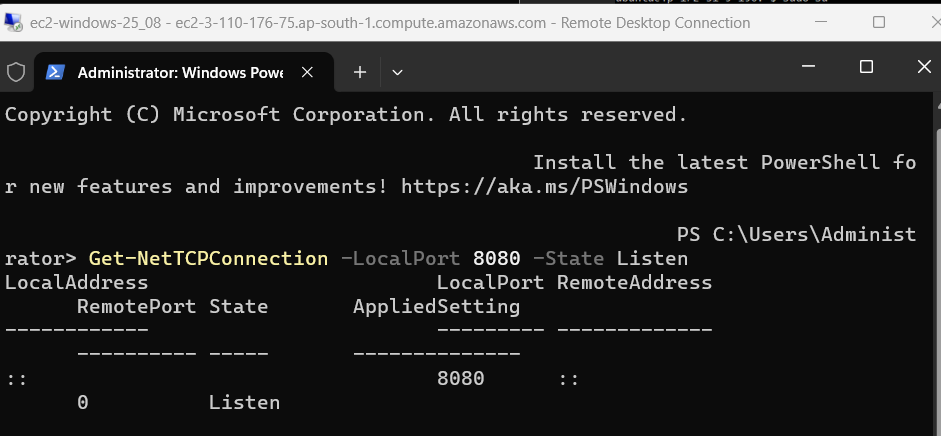 ec2-windows-25_08 - ec2-3-110-176-75.ap-south-1.compute.amazonaws.com - Remote Desktop Connection
Administrator: Windows Powe
Copyright (C) Microsoft Corporation. All rights reserved.
Install the latest PowerShell fo
r new features and improvements! https://aka.ms/PSWindows
PS C:\Users\Administ
rator> Get-NetTCPConnection -LocalPort 8080 -State Listen
LocalAddress LocalPort RemoteAddress
RemotePort State AppliedSetting
------------ --------- -------------
---------- ----- --------------
:: 8080 ::
0 Listen